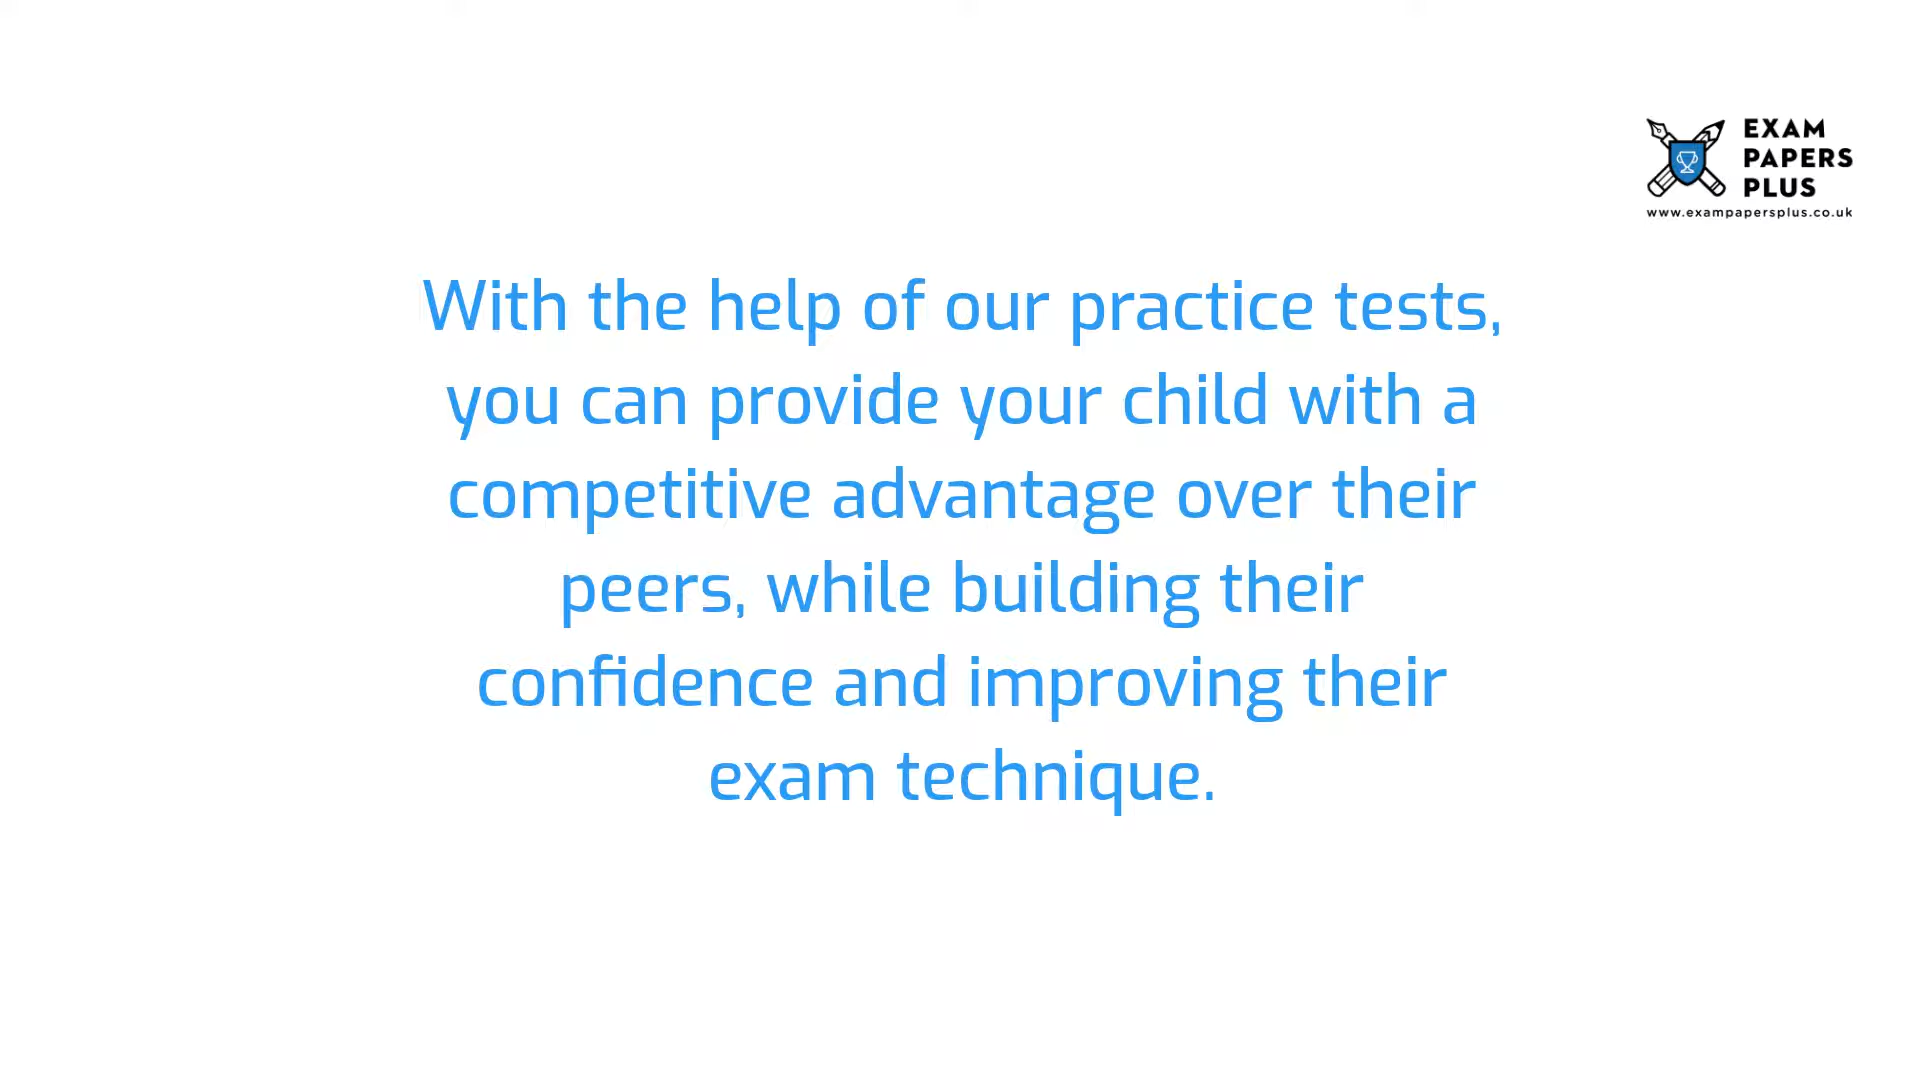 EXAM
PAPERS
PLUS
www.exampapersplus.co.uk
With the help of our practice tests,
you can provide your child with a
competitive advantage over their
peers, while building their
confidence and improving their
exam technique.